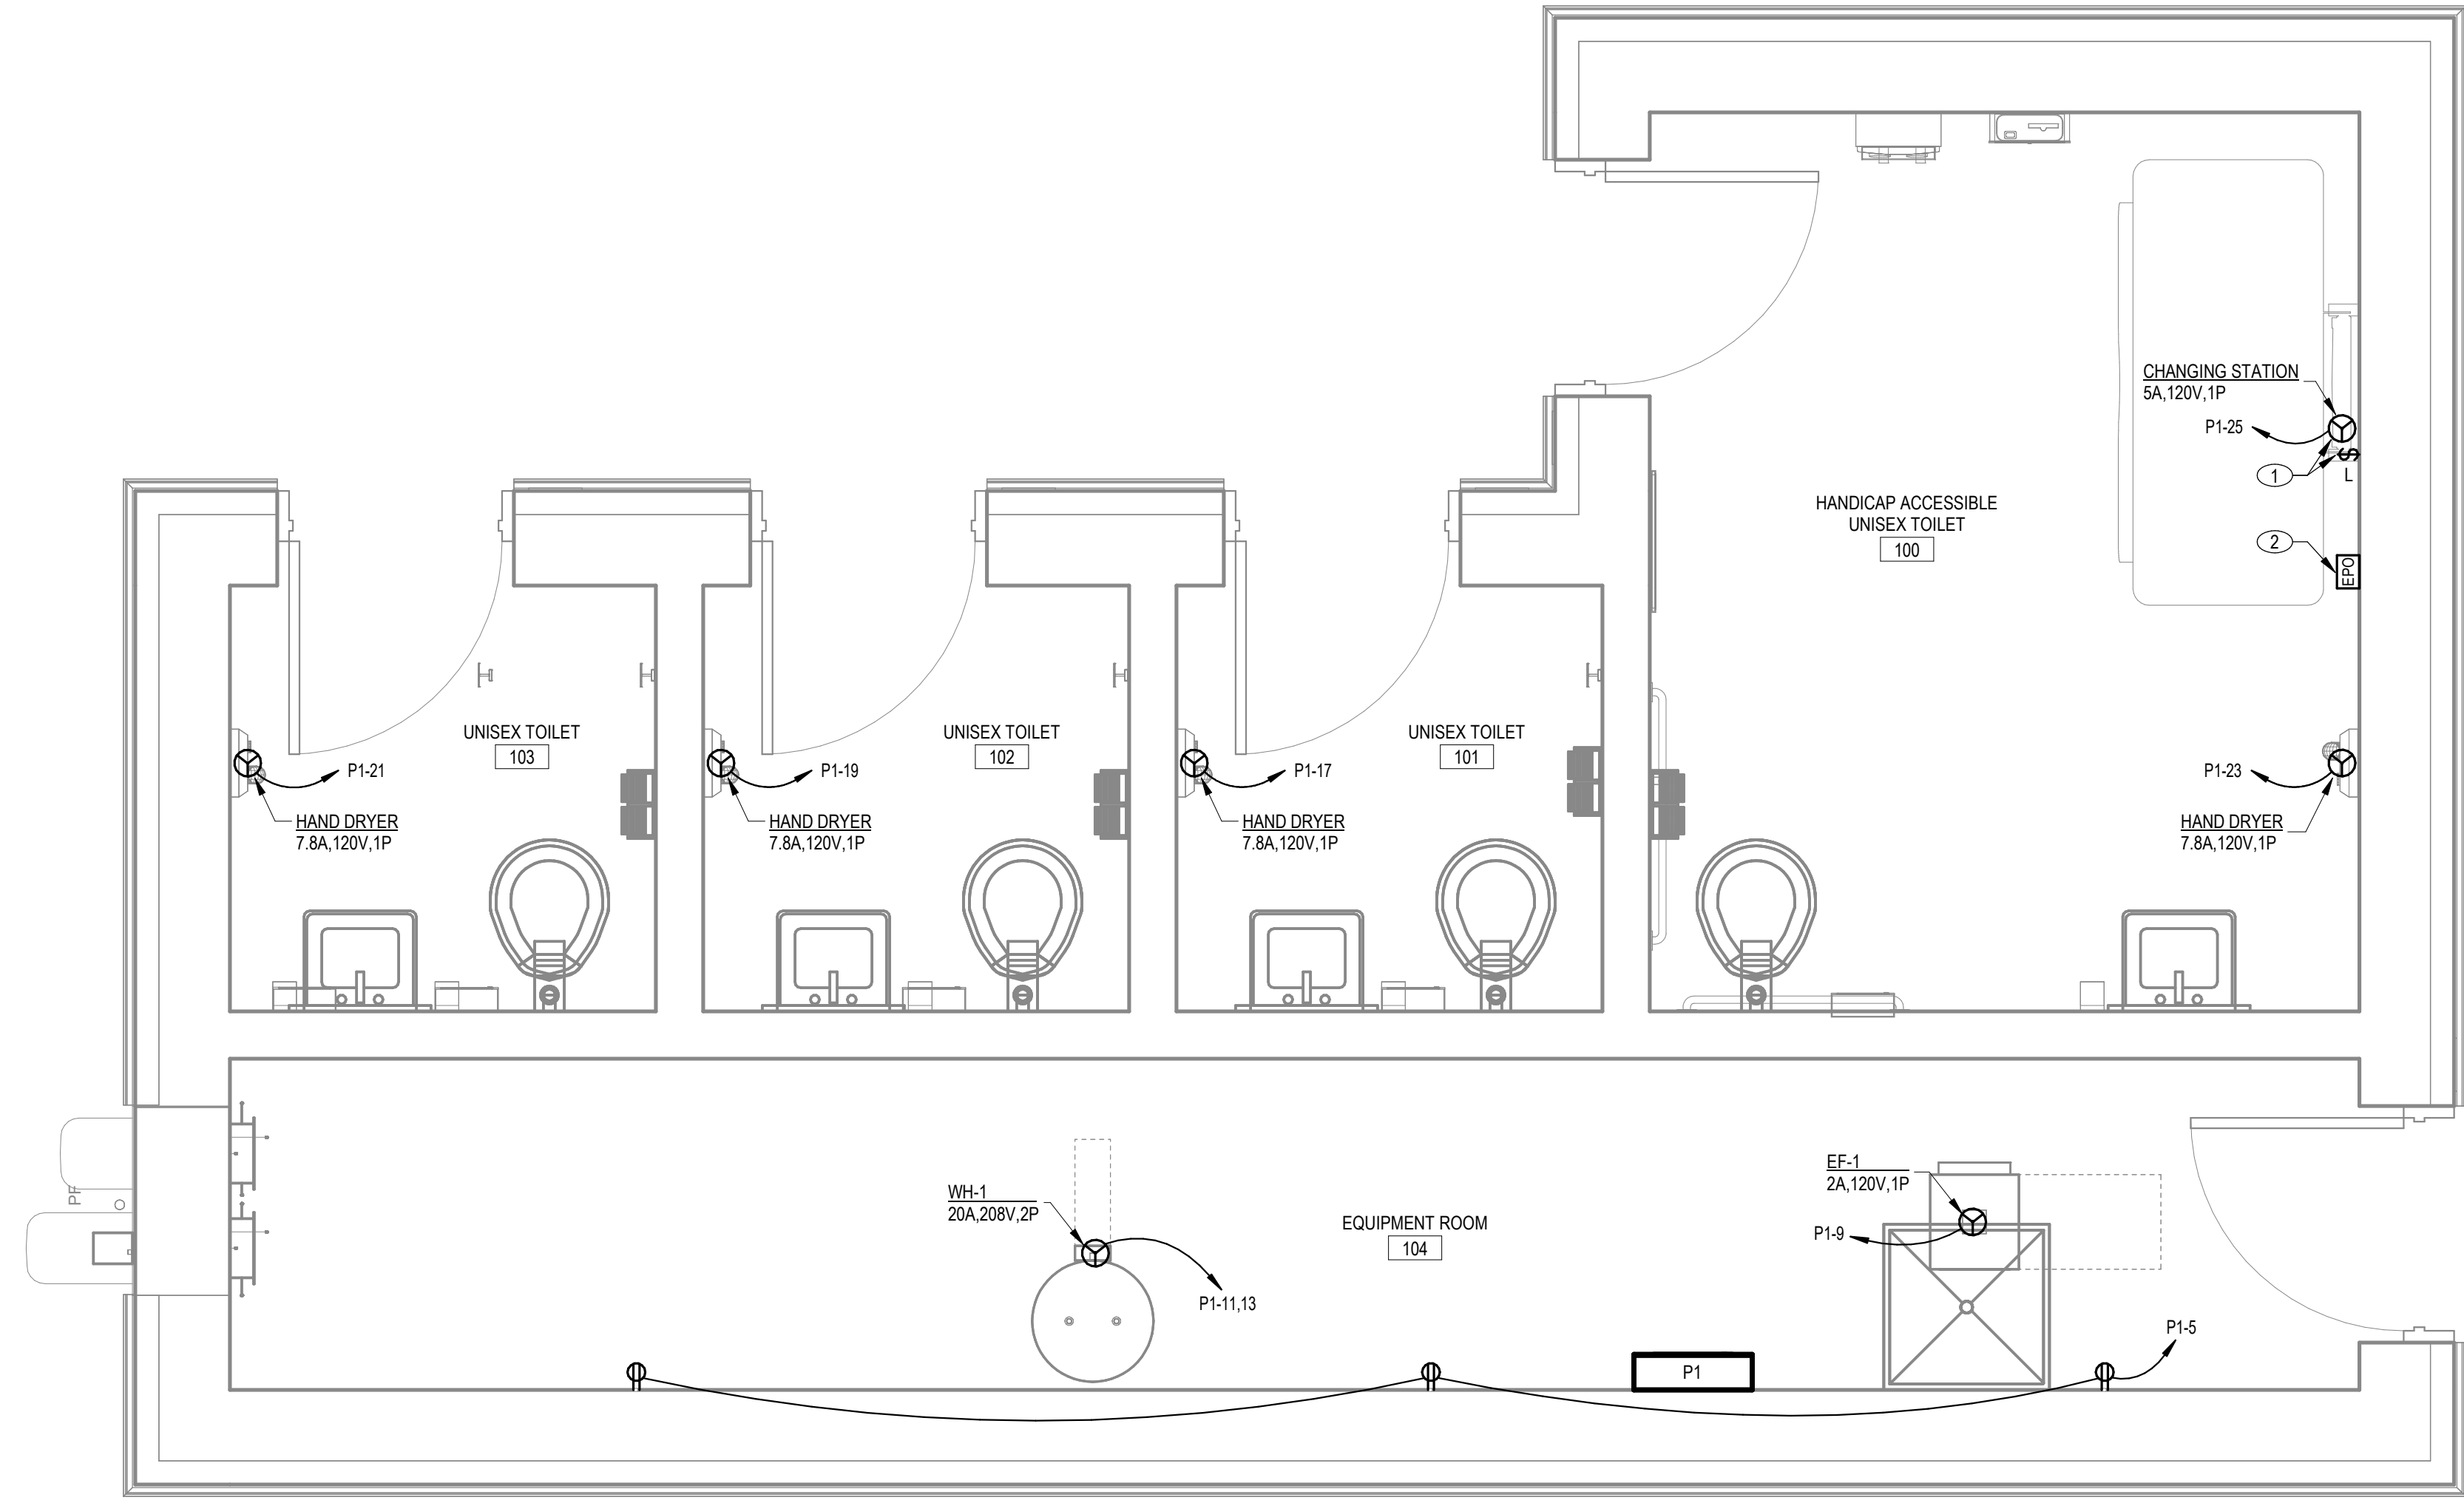 CHANGING STATION
5A,120V,1P
P1-25
1
$
L
HANDICAP ACCESSIBLE
UNISEX TOILET
100
2
EPO
UNISEX TOILET
103
P1-21
HAND DRYER
7.8A,120V,1P
UNISEX TOILET
102
P1-19
HAND DRYER
7.8A,120V,1P
UNISEX TOILET
101
P1-17
HAND DRYER
7.8A,120V,1P
P1-23
HAND DRYER
7.8A,120V,1P
PF
WH-1
20A,208V,2P
P1-11,13
EQUIPMENT ROOM
104
EF-1
2A,120V,1P
P1-9
P1-5
P1